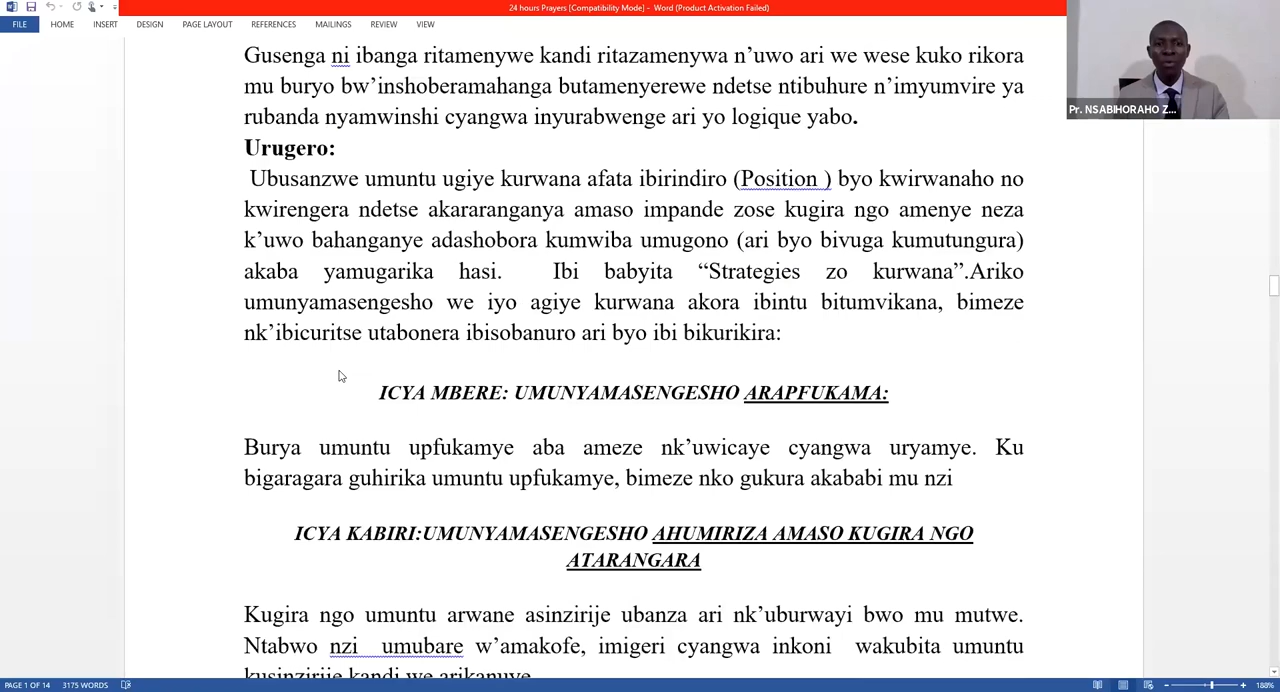 24 hours Prayers [Compatibility Mode] - Word (Product Activation Failed)
FILE HOME INSERT DESIGN PAGE LAYOUT REFERENCES MAILINGS REVIEW VIEW
Pr. NSABIHORAHO Z...
Gusenga ni ibanga ritamenywe kandi ritazamenywa n’uwo ari we wese kuko rikora
mu buryo bw’inshoberamahanga butamenyerewe ndetse ntibuhure n’imyumvire ya
rubanda nyamwinshi cyangwa inyurabwenge ari yo logique yabo.
Urugero:
Ubusanzwe umuntu ugiye kurwana afata ibirindiro (Position ) byo kwirwanaho no
kwirengera ndetse akararanganya amaso impande zose kugira ngo amenye neza
k’uwo bahanganye adashobora kumwiba umugono (ari byo bivuga kumutungura)
akaba yamugarika hasi. Ibi babyita “Strategies zo kurwana”.Ariko
umunyamasengesho we iyo agiye kurwana akora ibintu bitumvikana, bimeze
nk’ibicuritse utabonera ibisobanuro ari byo ibi bikurikira:
ICYA MBERE: UMUNYAMASENGESHO ARAPFUKAMA:
Burya umuntu upfukamye aba ameze nk’uwicaye cyangwa uryamye. Ku
bigaragara guhirika umuntu upfukamye, bimeze nko gukura akababi mu nzi
ICYA KABIRI:UMUNYAMASENGESHO AHUMIRIZA AMASO KUGIRA NGO
ATARANGARA
Kugira ngo umuntu arwane asinzirije ubanza ari nk’uburwayi bwo mu mutwe.
Ntabwo nzi umubare w’amakofe, imigeri cyangwa inkoni wakubita umuntu
kusinzirije kandi we arikanuye
PAGE 1 OF 14 3175 WORDS 188%